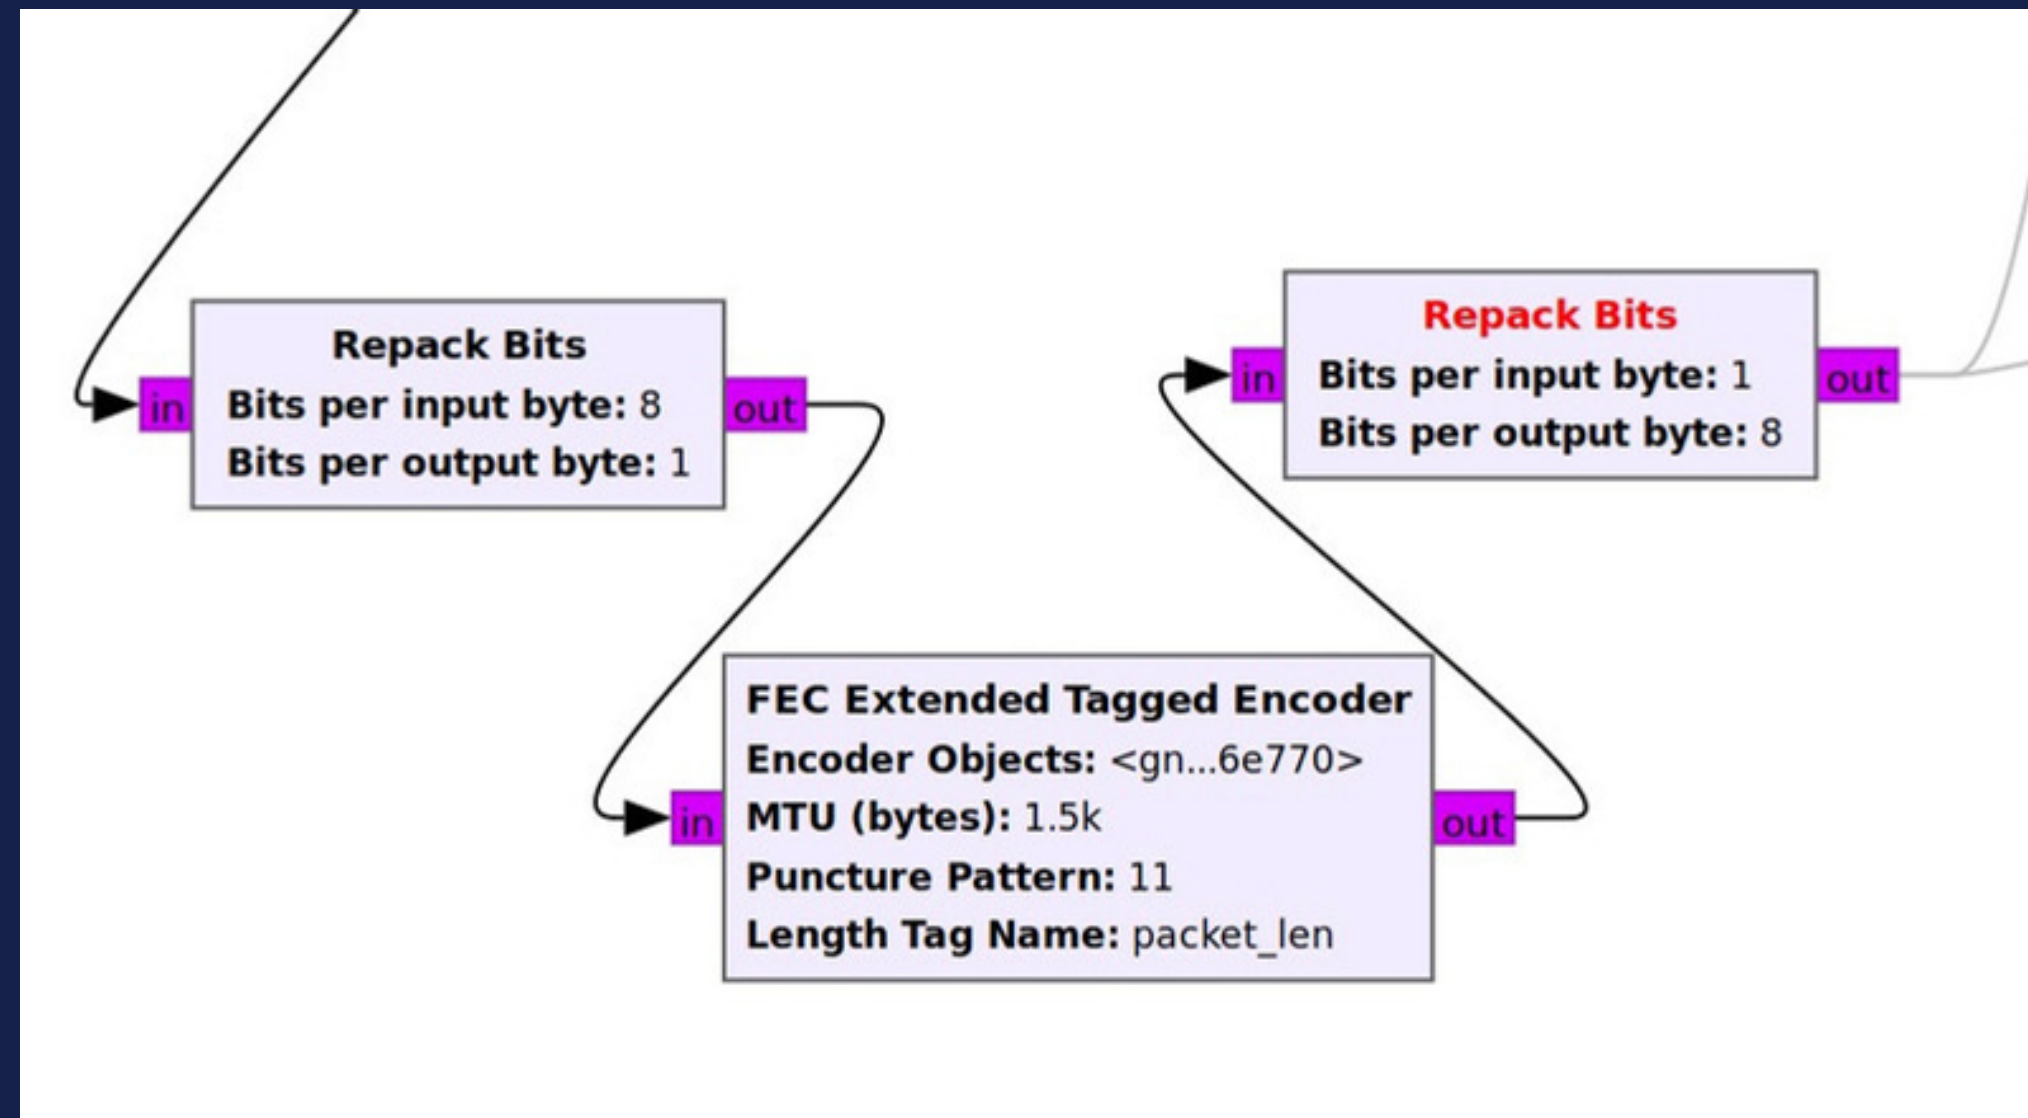 Repack Bits
in
Bits per input byte: 8
out
Bits per output byte: 1
Repack Bits
in
Bits per input byte: 1
out
Bits per output byte: 8
FEC Extended Tagged Encoder
Encoder Objects: <gn...6e770>
in
MTU (bytes): 1.5k
out
Puncture Pattern: 11
Length Tag Name: packet_len